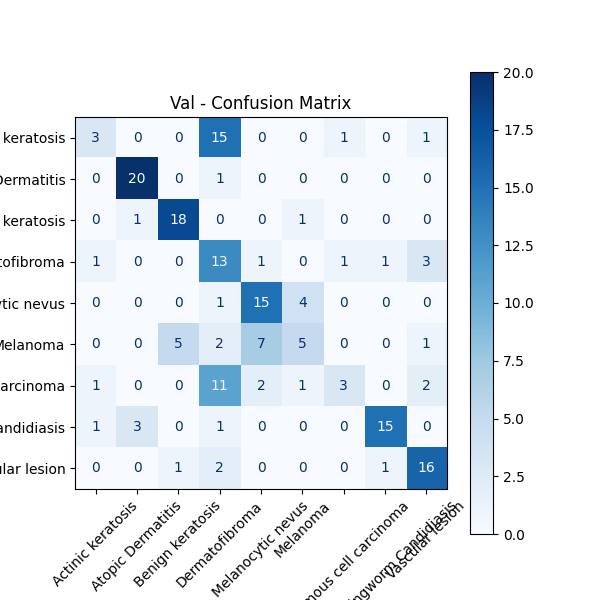 Val - Confusion Matrix
keratosis 3 0 0 15 0 0 1 0 1
Dermatitis 0 20 0 1 0 0 0 0 0
keratosis 0 1 18 0 0 1 0 0 0
tofibroma 1 0 0 13 1 0 1 1 3
tic nevus 0 0 0 1 15 4 0 0 0
Melanoma 0 0 5 2 7 5 0 0 1
arcinoma 1 0 0 11 2 1 3 0 2
andidiasis 1 3 0 1 0 0 0 15 0
lar lesion 0 0 1 2 0 0 0 1 16
Actinic keratosis
Atopic Dermatitis
Benign keratosis
Dermatofibroma
Melanocytic nevus
Melanoma
mous cell carcinoma
ngworm Candidiasis
Vascular lesion
20.0
17.5
15.0
12.5
10.0
7.5
5.0
2.5
0.0